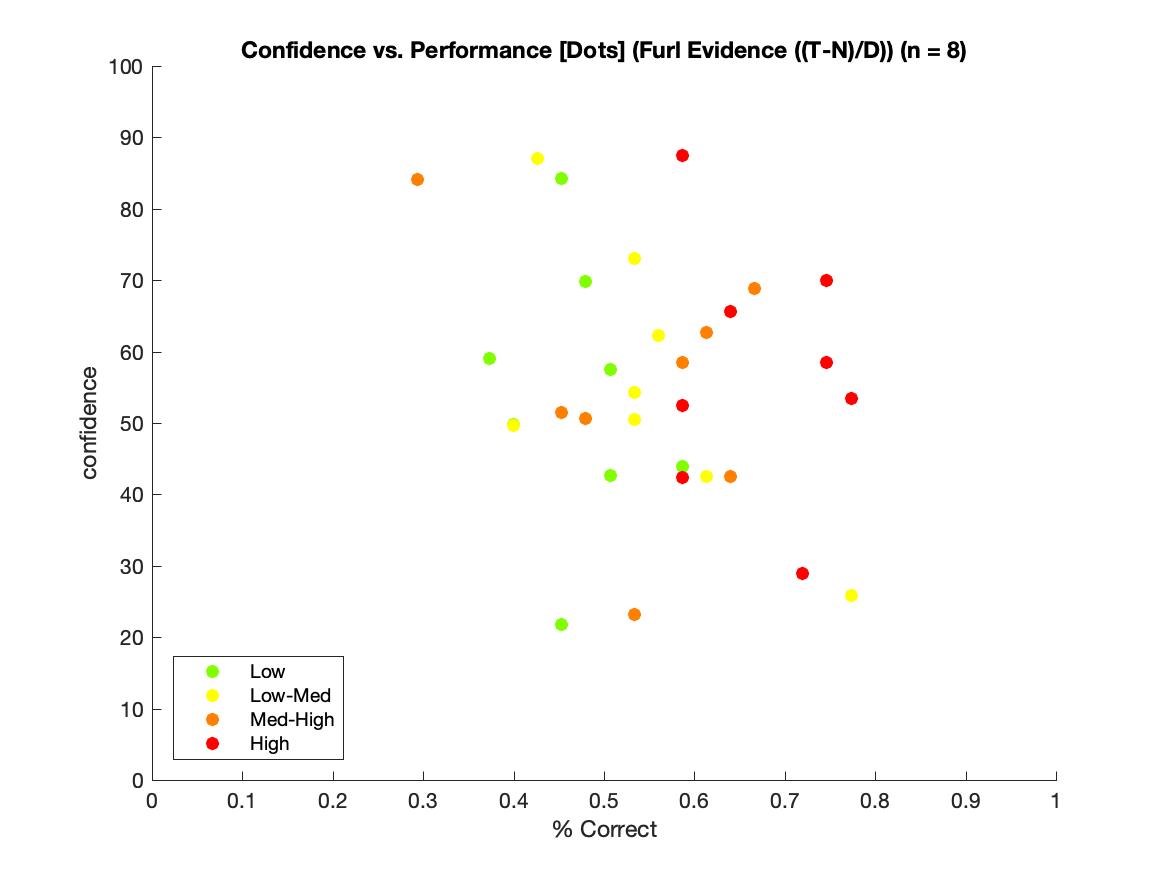 Confidence vs. Performance [Dots] (Furl Evidence ((T-N)/D)) (n = 8)
100
90
80
70
60
50
40
30
20
10
0
confidence
Low
Low-Med
Med-High
High
0 0.1 0.2 0.3 0.4 0.5 0.6 0.7 0.8 0.9 1
% Correct